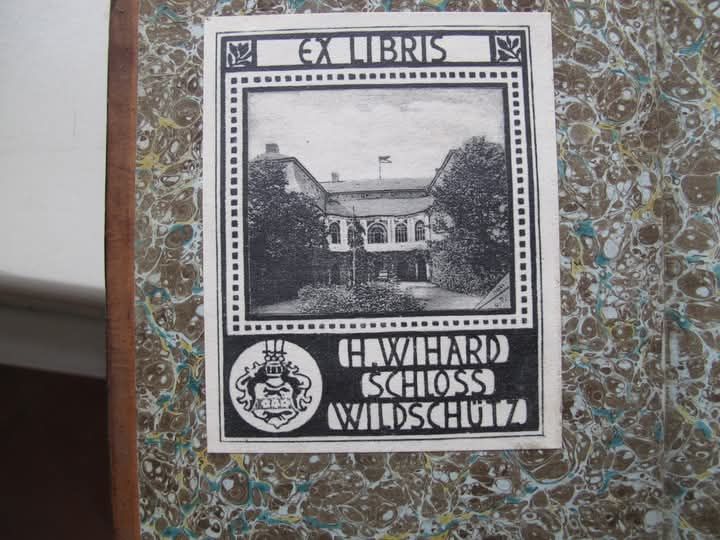 EX LIBRIS
H. WIHARD
SCHLOSS
WILDSCHÜTZ